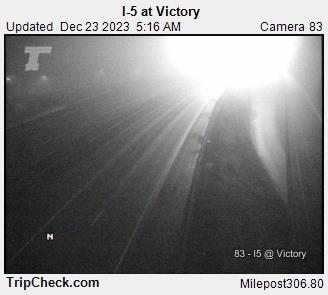 I-5 at Victory
Updated Dec 23 2023 5:16 AM Camera 83
T
N
83 - I5 @ Victory
TripCheck.com Milepost306.80